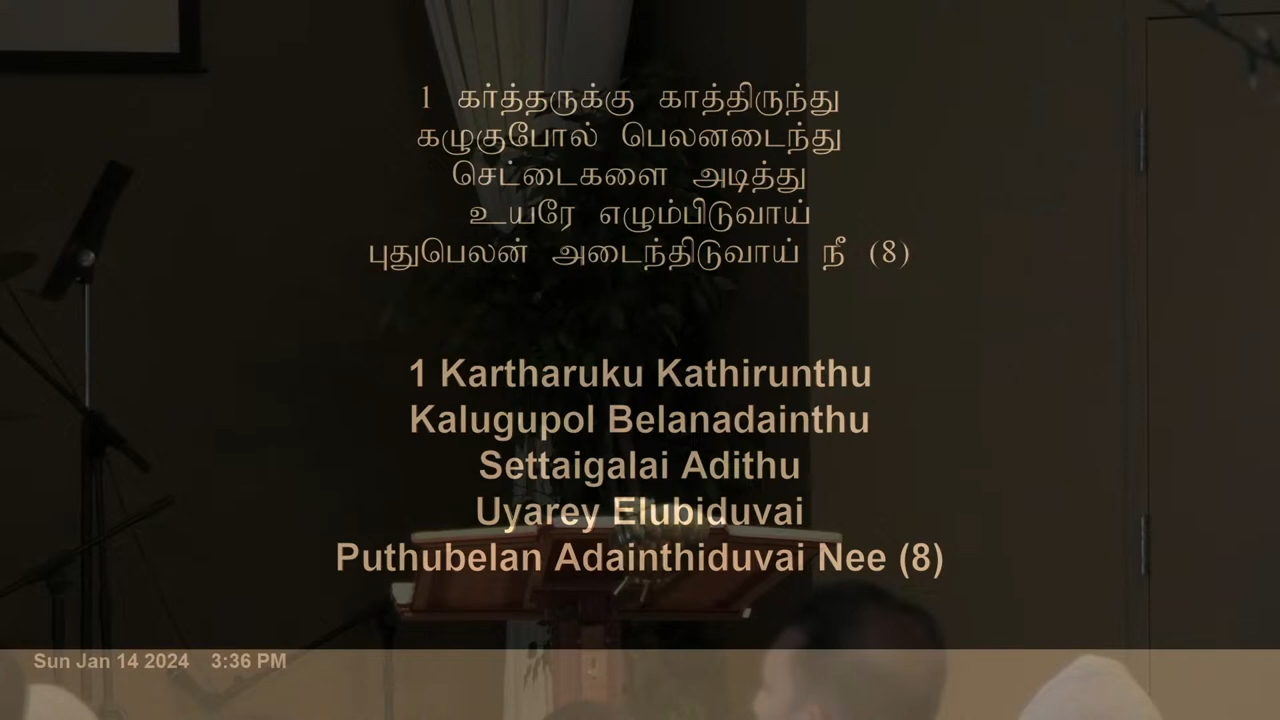 1 கர்த்தருக்கு காத்திருந்து
கழுகுபோல் பெலனடைந்து
செட்டைகளை அடித்து
உயரே எழும்பிடுவாய்
புதுபெலன் அடைந்திடுவாய் நீ (8)
1 Kartharuku Kathirunthu
Kalugupol Belanadainthu
Settaigalai Adithu
Uyarey Elubiduvai
Puthubelan Adainthiduvai Nee (8)
Sun Jan 14 2024 3:36 PM